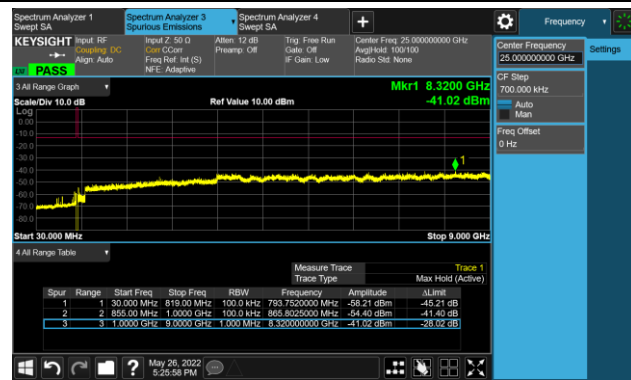 Spectrum Analyzer 1
Swept SA
Spectrum Analyzer 3
Spurious Emissions
Spectrum Analyzer 4
Swept SA
Frequency
KEYSIGHT
Input: RF
Coupling: DC
Align: Auto
Input Z: 50 Ω
Corr CCorr
Freq Ref: Int (S)
NFE: Adaptive
Atten: 12 dB
Preamp: Off
Trig: Free Run
Gate: Off
IF Gain: Low
Center Freq: 25.000000000 GHz
Avg|Hold: 100/100
Radio Std: None
PASS
Center Frequency
25.000000000 GHz
Settings
CF Step
700.000 kHz
Auto
Man
Freq Offset
0 Hz
3 All Range Graph
Mkr1 8.3200 GHz
Scale/Div 10.0 dB
Ref Value 10.00 dBm
-41.02 dBm
Log
0.00
-10.0
-20.0
-30.0
-40.0
-50.0
-60.0
-70.0
-80.0
1
Start 30.000 MHz
Stop 9.000 GHz
4 All Range Table
Measure Trace Trace 1
Trace Type Max Hold (Active)
Spur Range Start Freq Stop Freq RBW Frequency Amplitude ΔLimit
1 1 30.000 MHz 819.00 MHz 100.0 kHz 793.7520000 MHz -58.21 dBm -45.21 dB
2 2 855.00 MHz 1.0000 GHz 100.0 kHz 865.8025000 MHz -54.40 dBm -41.40 dB
3 3 1.0000 GHz 9.0000 GHz 1.000 MHz 8.320000000 GHz -41.02 dBm -28.02 dB
May 26, 2022
5:25:58 PM